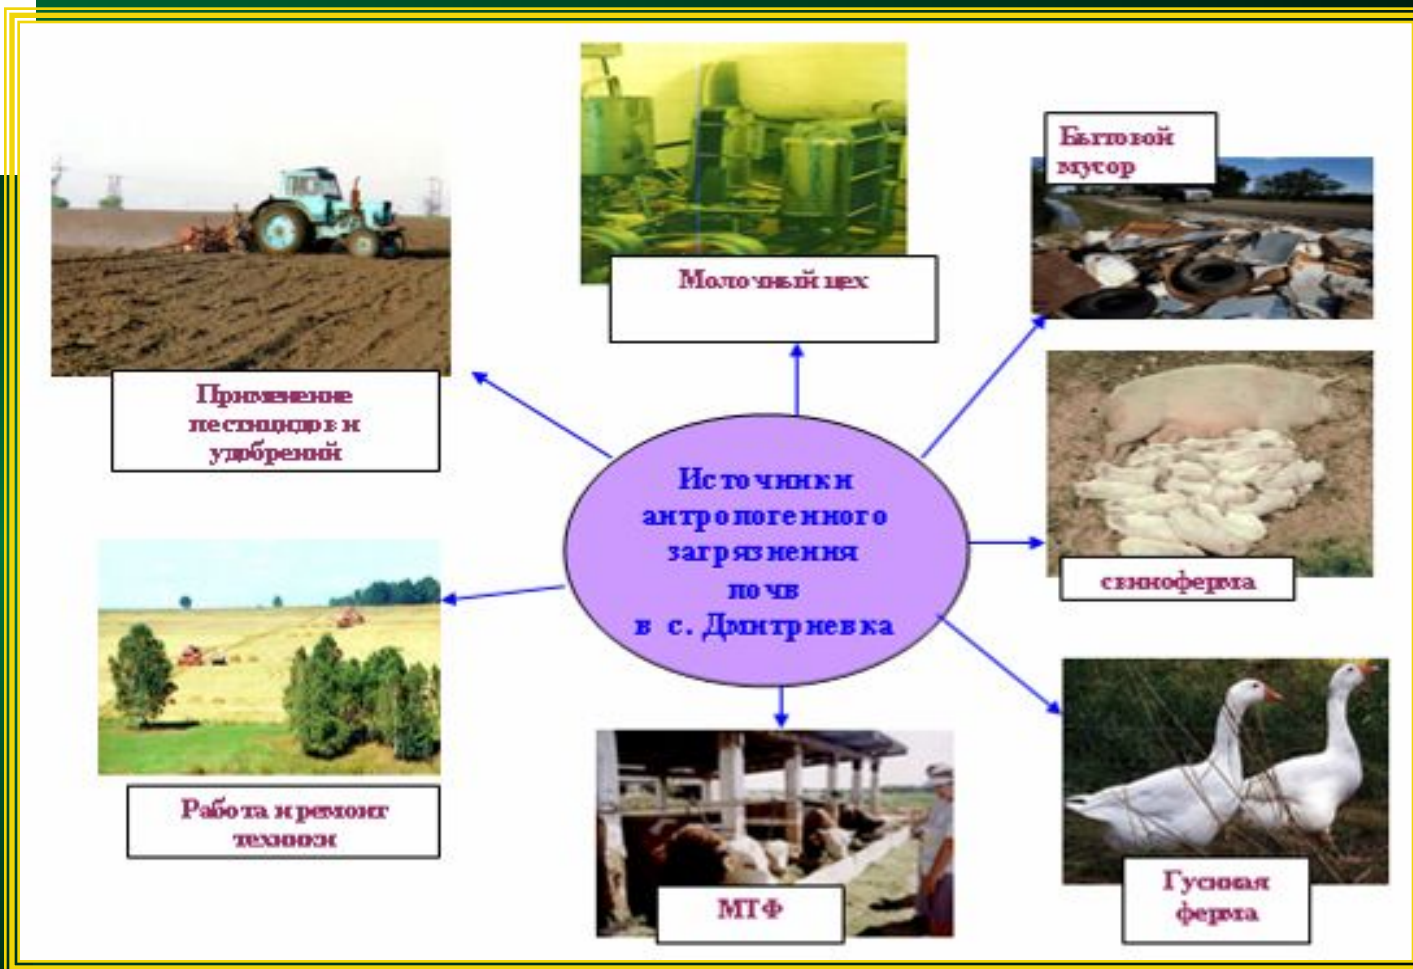 Молочный цех
Бытовой
мусор
Применение
пестицидов и
удобрений
Источники
антропогенного
загрязнения
почв
в с. Дмитриевка
свиноферма
Работа и ремонт
техники
МТФ
Гусиная
ферма